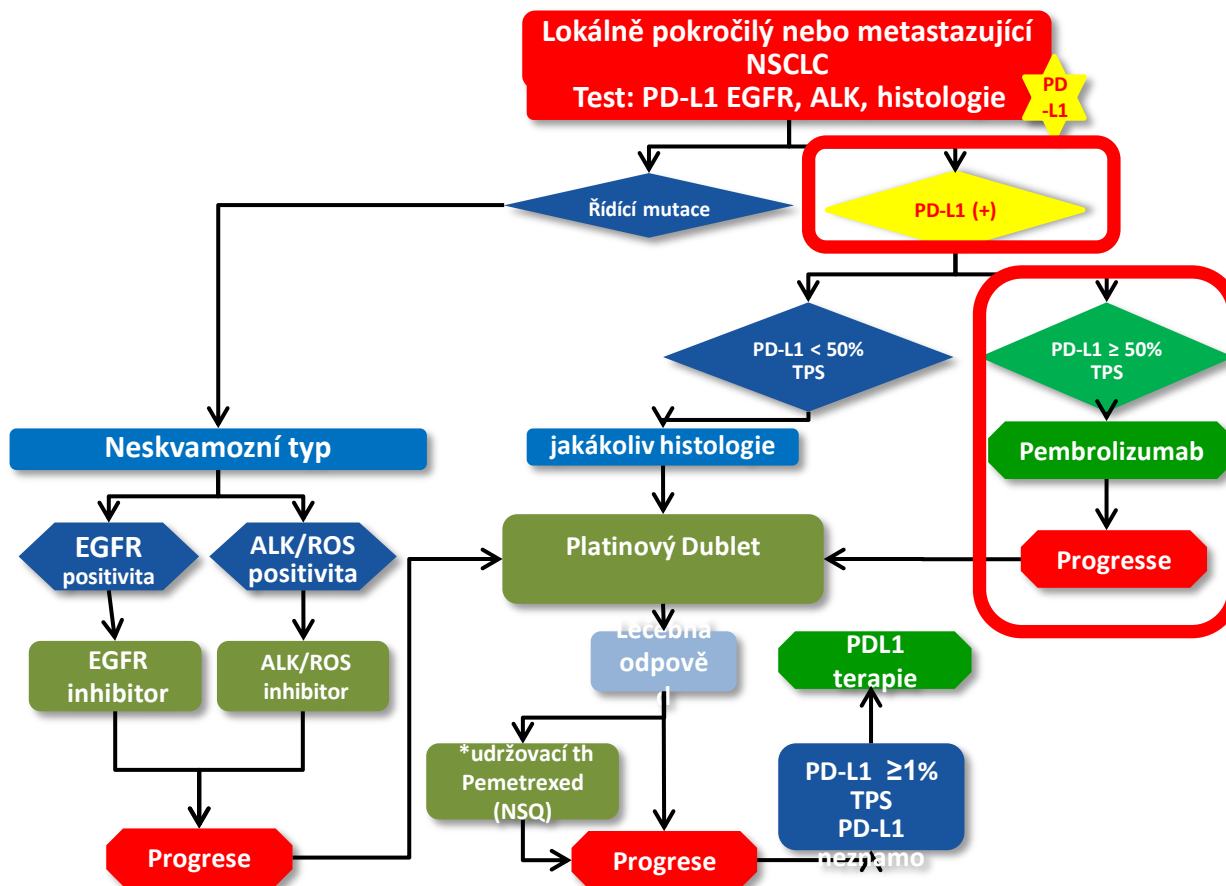 Lokálně pokročilý nebo metastazující
NSCLC
Test: PD-L1 EGFR, ALK, histologie
PD
-L1
Řídící mutace
PD-L1 (+)
PD-L1 < 50%
TPS
PD-L1 ≥ 50%
TPS
Neskvamozní typ
jakákoliv histologie
Pembrolizumab
EGFR
positivita
ALK/ROS
positivita
Platinový Dublet
Progresse
EGFR
inhibitor
ALK/ROS
inhibitor
Léčebná
odpově
d
PDL1
terapie
*udržovací th
Pemetrexed
(NSQ)
PD-L1 ≥1%
TPS
PD-L1
neznamo
Progrese
Progrese